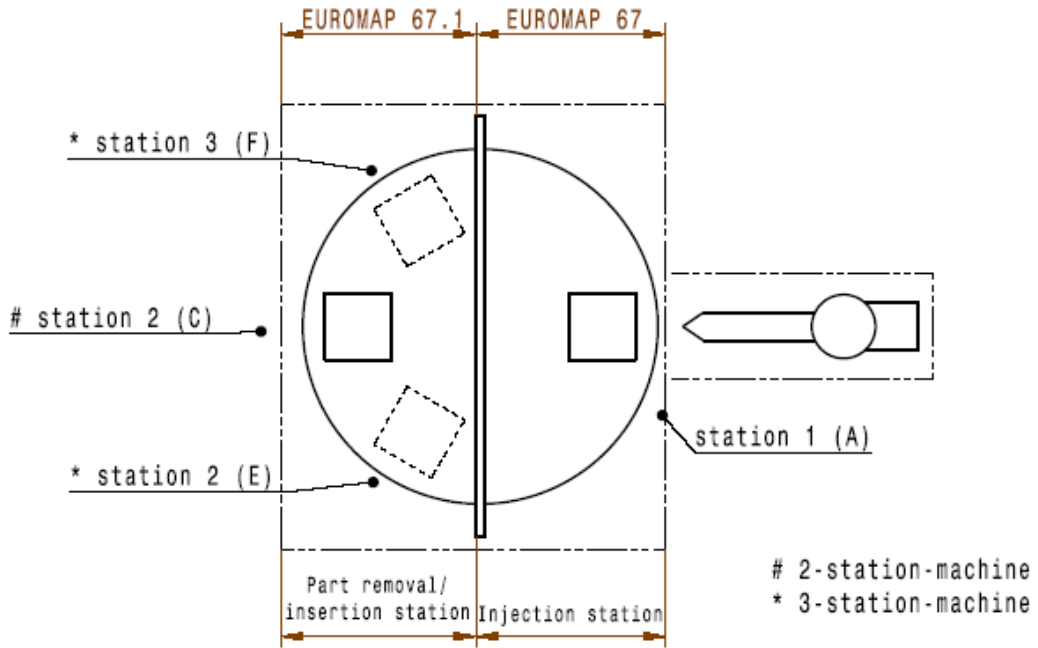 EUROMAP 67.1
EUROMAP 67
* station 3 (F)
# station 2 (C)
station 1 (A)
* station 2 (E)
Part removal/
insertion station
Injection station
# 2-station-machine
* 3-station-machine